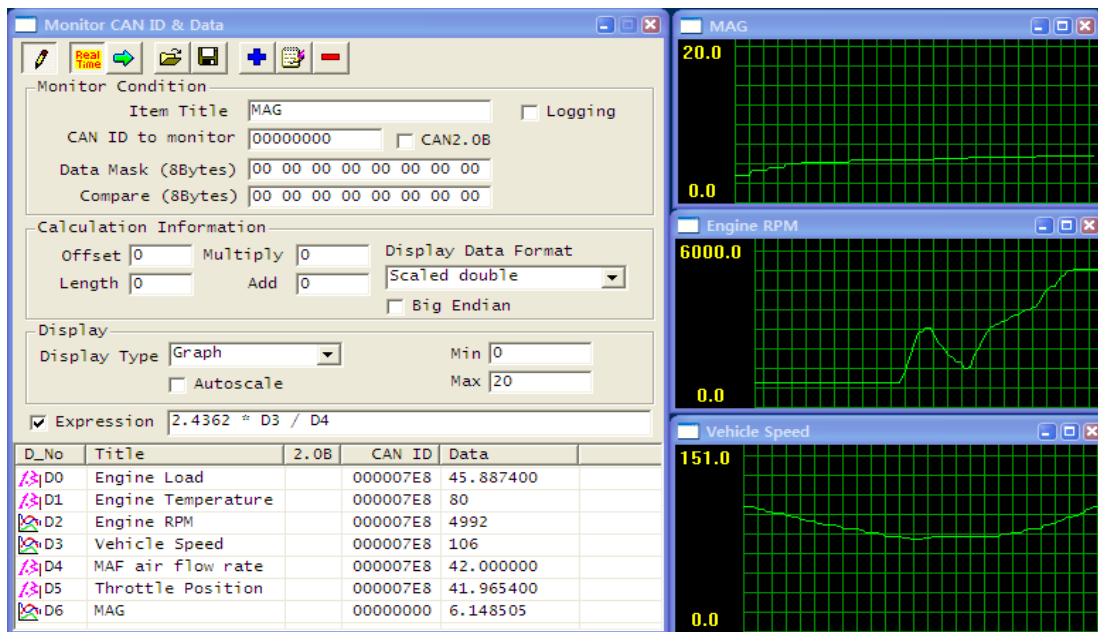 Monitor CAN ID & Data
Real Time
Monitor Condition
Item Title MAG Logging
CAN ID to monitor 00000000 CAN2.0B
Data Mask (8Bytes) 00 00 00 00 00 00 00 00
Compare (8Bytes) 00 00 00 00 00 00 00 00
Calculation Information
Offset 0 Multiply 0 Display Data Format
Length 0 Add 0 Scaled double
Big Endian
Display
Display Type Graph Min 0
Autoscale Max 20
Expression 2.4362 * D3 / D4
D_No Title 2.0B CAN ID Data
D0 Engine Load 000007E8 45.887400
D1 Engine Temperature 000007E8 80
D2 Engine RPM 000007E8 4992
D3 Vehicle Speed 000007E8 106
D4 MAF air flow rate 000007E8 42.000000
D5 Throttle Position 000007E8 41.965400
D6 MAG 00000000 6.148505
MAG
20.0
0.0
Engine RPM
6000.0
0.0
Vehicle Speed
151.0
0.0